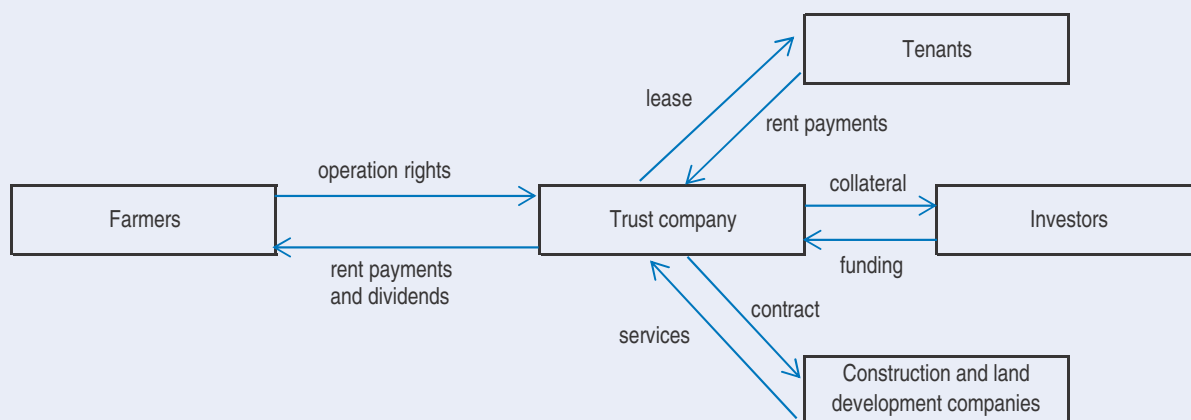 Tenants
lease
rent payments
operation rights
collateral
Farmers
Trust company
Investors
rent payments
and dividends
funding
contract
services
Construction and land
development companies